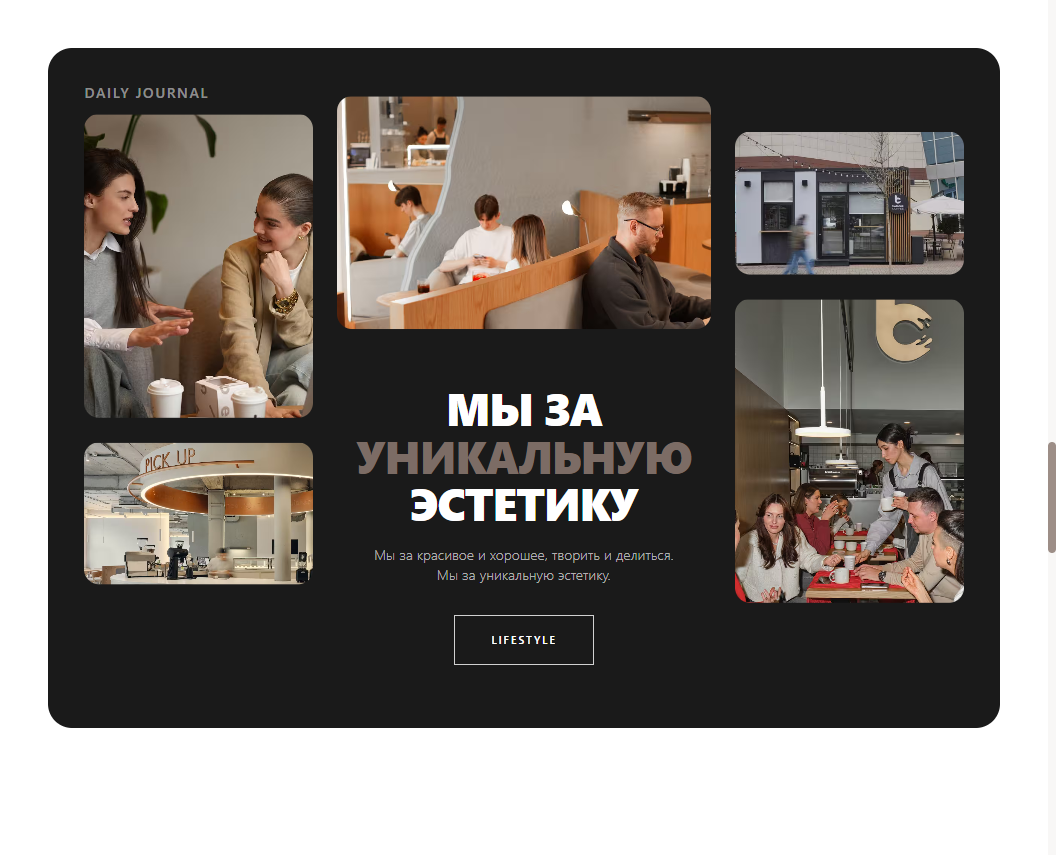 DAILY JOURNAL
PICK UP
МЫ ЗА
УНИКАЛЬНУЮ
ЭСТЕТИКУ
Мы за красивое и хорошее, творить и делиться.
Мы за уникальную эстетику.
LIFESTYLE